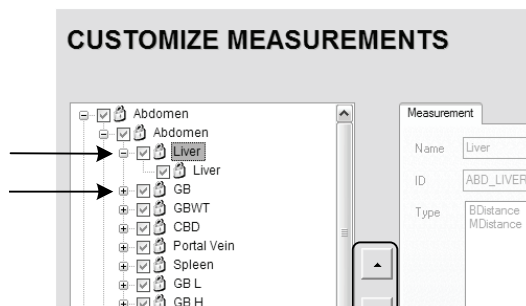 CUSTOMIZE MEASUREMENTS
Abdomen
Abdomen
Liver
Liver
GB
GBWT
CBD
Portal Vein
Spleen
GB L
GB H
Measurement
Name Liver
ID ABD_LIVER
Type BDistance
MDistance